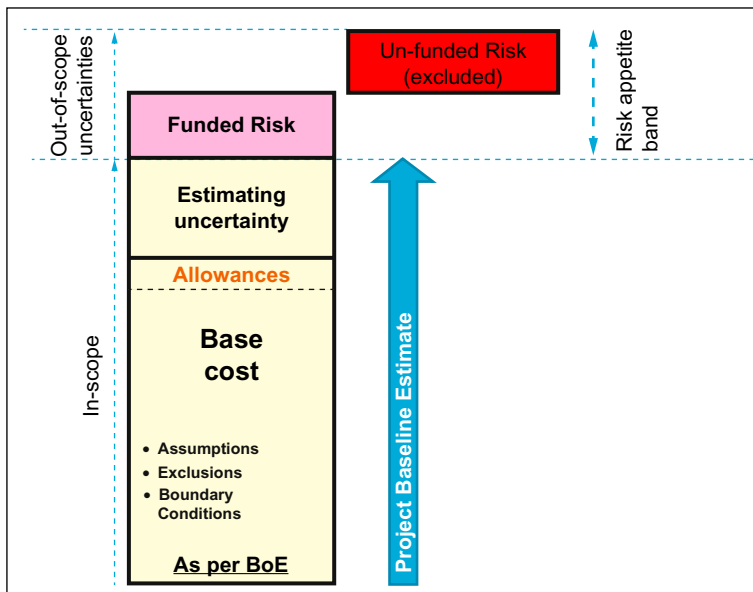 Un-funded Risk
(excluded)
Out-of-scope
uncertainties
Risk appetite
band
Funded Risk
Estimating
uncertainty
Allowances
Base
cost
In-scope
Project Baseline Estimate
• Assumptions
• Exclusions
• Boundary
Conditions
As per BoE